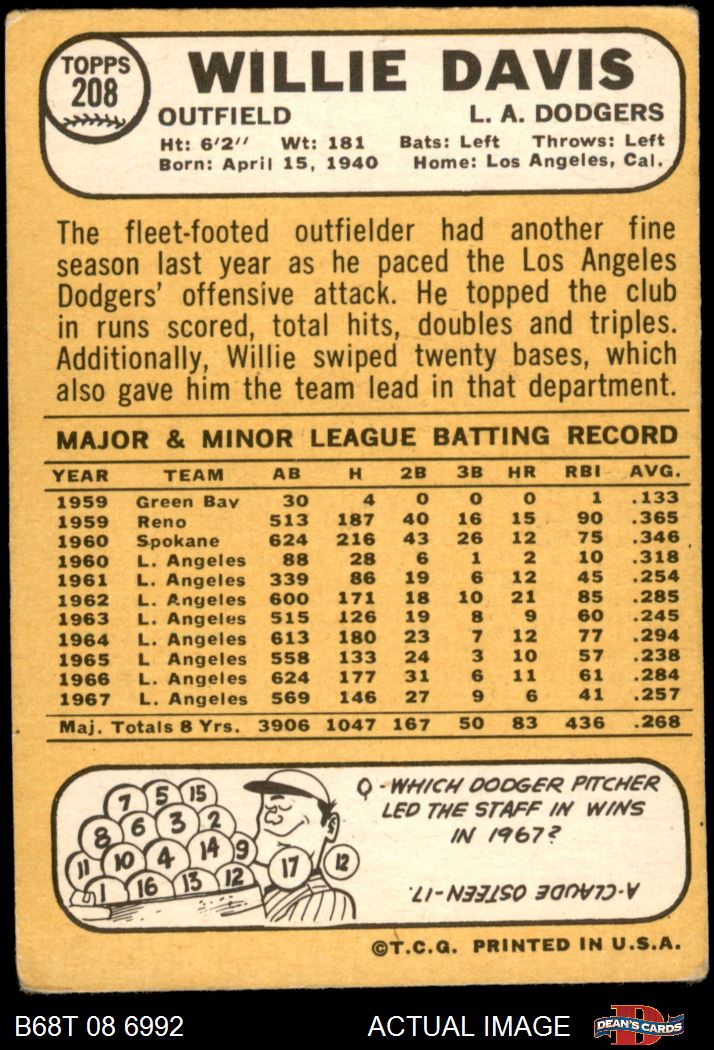 TOPPS
208
WILLIE DAVIS
OUTFIELD L. A. DODGERS
Ht: 6'2'' Wt: 181 Bats: Left Throws: Left
Born: April 15, 1940 Home: Los Angeles, Cal.
The fleet-footed outfielder had another fine
season last year as he paced the Los Angeles
Dodgers' offensive attack. He topped the club
in runs scored, total hits, doubles and triples.
Additionally, Willie swiped twenty bases, which
also gave him the team lead in that department.
MAJOR & MINOR LEAGUE BATTING RECORD
YEAR TEAM AB H 2B 3B HR RBI AVG.
1959 Green Bay 30 4 0 0 0 1 .133
1959 Reno 513 187 40 16 15 90 .365
1960 Spokane 624 216 43 26 12 75 .346
1960 L. Angeles 88 28 6 1 2 10 .318
1961 L. Angeles 339 86 19 6 12 45 .254
1962 L. Angeles 600 171 18 10 21 85 .285
1963 L. Angeles 515 126 19 8 9 60 .245
1964 L. Angeles 613 180 23 7 12 77 .294
1965 L. Angeles 558 133 24 3 10 57 .238
1966 L. Angeles 624 177 31 6 11 61 .284
1967 L. Angeles 569 146 27 9 6 41 .257
Maj. Totals 8 Yrs. 3906 1047 167 50 83 436 .268
7 5 15
8 6 3 2
11 10 4 14 9
1 16 13 12
17 12
Q - WHICH DODGER PITCHER
LED THE STAFF IN WINS
IN 1967?
A-CLAUDE OSTEEN-17.
©T.C.G. PRINTED IN U.S.A.
B68T 08 6992 ACTUAL IMAGE DEAN'S CARDS